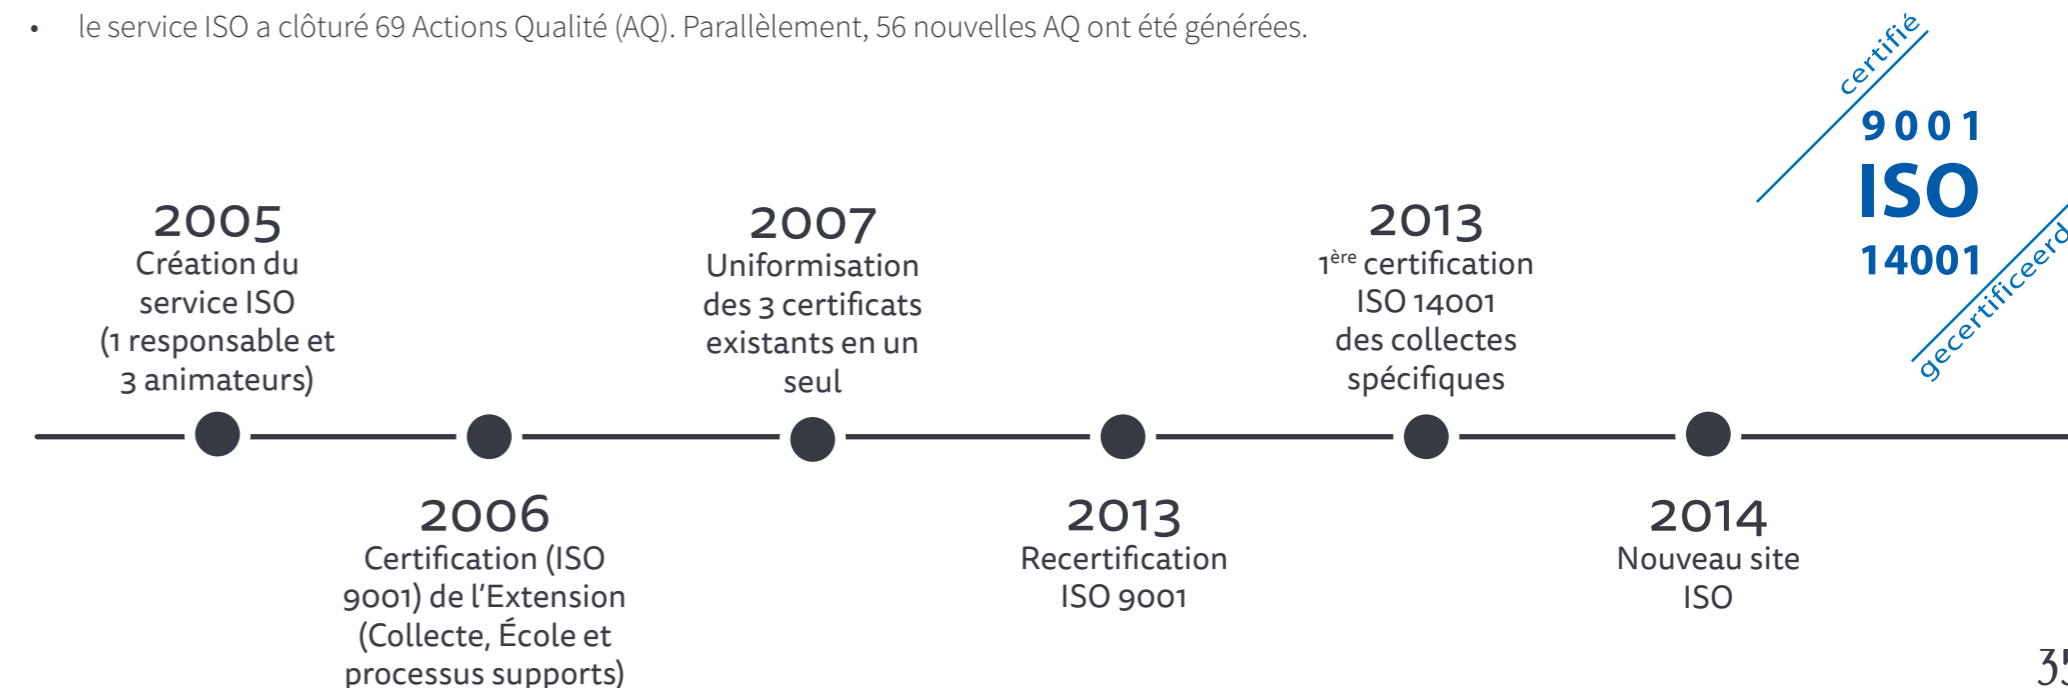 • le service ISO a clôturé 69 Actions Qualité (AQ). Parallèlement, 56 nouvelles AQ ont été générées.
certifié
9001
ISO
14001
gecertificeerd
2005
Création du
service ISO
(1 responsable et
3 animateurs)
2006
Certification (ISO
9001) de l'Extension
(Collecte, École et
processus supports)
2007
Uniformisation
des 3 certificats
existants en un
seul
2013
Recertification
ISO 9001
2013
1ère certification
ISO 14001
des collectes
spécifiques
2014
Nouveau site
ISO
35